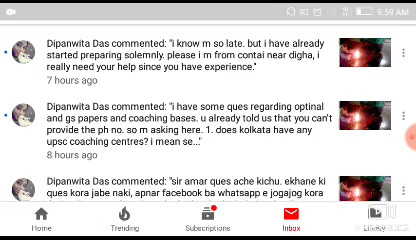 9:59 AM
Dipanwita Das commented: "i know m so late. but i have already
started preparing solemnly. please i m from contai near digha, i
really need your help since you have experience."
7 hours ago
Dipanwita Das commented: "i have some ques regarding optinal
and gs papers and coaching bases. u already told us that you can't
provide the ph no. so m asking here. 1. does kolkata have any
upsc coaching centres? i mean se..."
8 hours ago
Dipanwita Das commented: "sir amar ques ache kichu. ekhane ki
ques kora jabe naki, apnar facebook ba whatsapp e jogajog kora
Home Trending Subscriptions Inbox Library